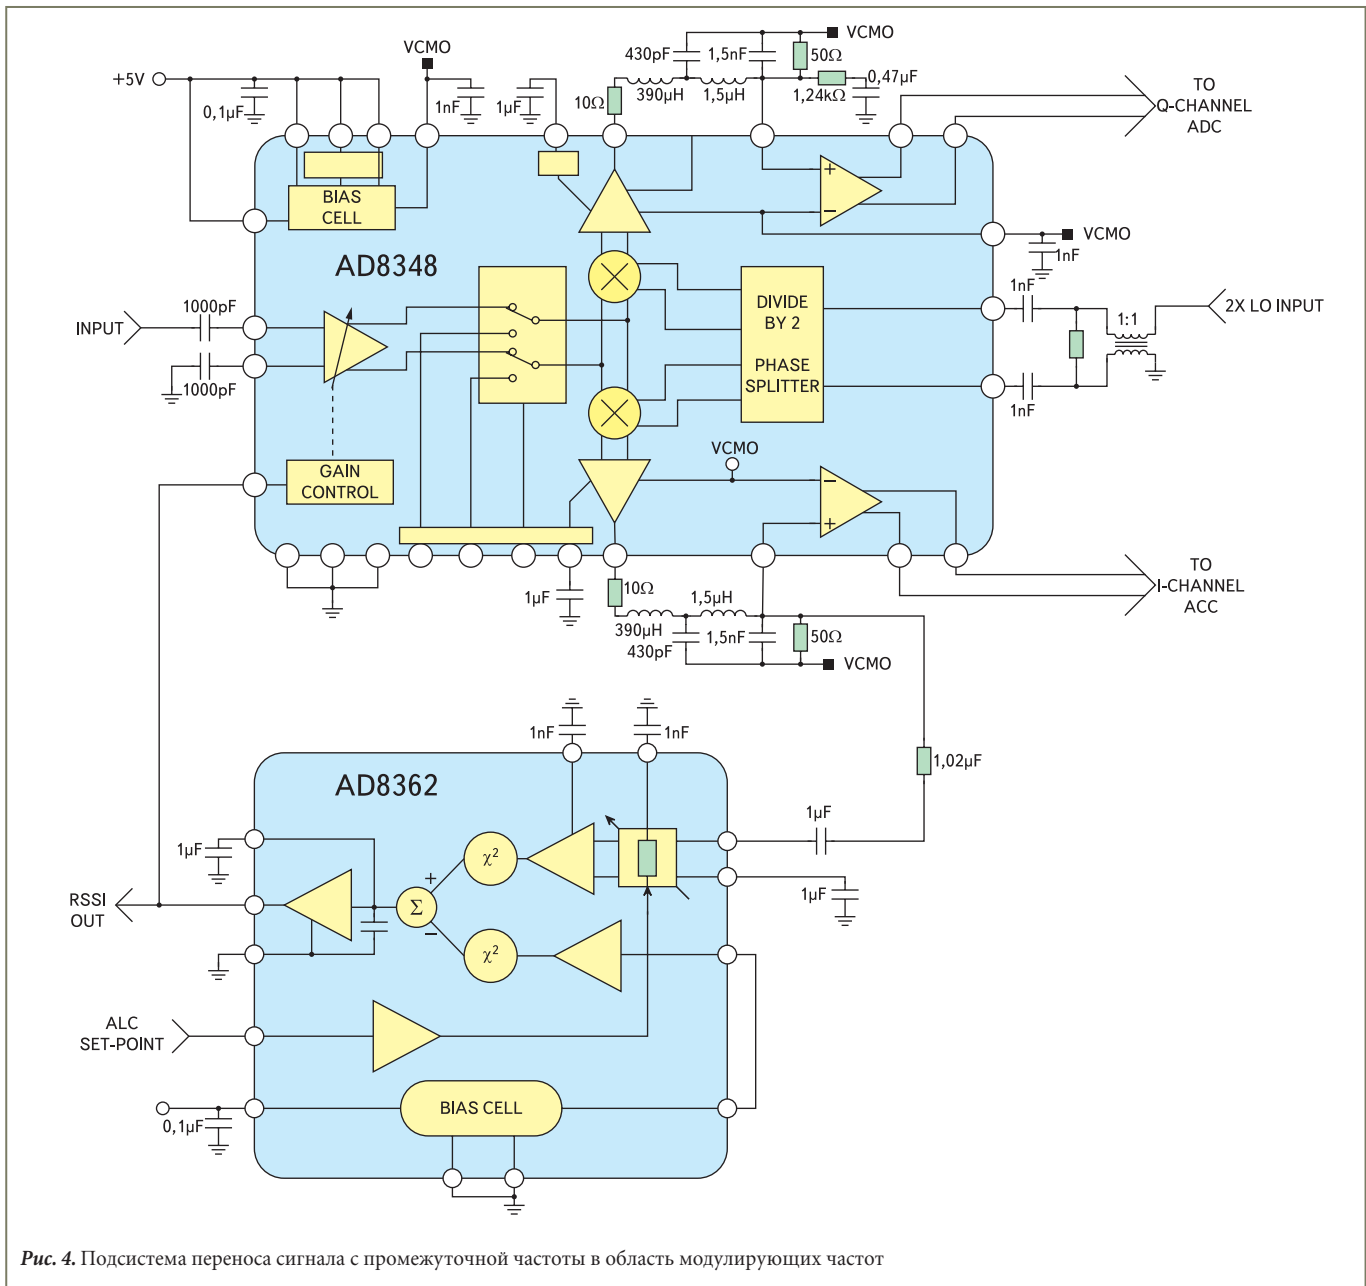 VCMO
+5V
0,1µF
1nF
1µF
430pF
1,5nF
VCMO
50Ω
10Ω
390µH
1,5µH
1,24kΩ
0,47µF
TO
Q-CHANNEL
ADC
BIAS
CELL
+
−
VCMO
1nF
AD8348
INPUT
1000pF
1000pF
DIVIDE
BY 2
PHASE
SPLITTER
1nF
1nF
1:1
2X LO INPUT
GAIN
CONTROL
VCMO
−
+
TO
I-CHANNEL
ACC
1µF
10Ω
390µH
430pF
1,5µH
1,5nF
50Ω
VCMO
1nF
1nF
1,02µF
AD8362
1µF
1µF
1µF
χ²
+
Σ
−
χ²
RSSI
OUT
ALC
SET-POINT
0,1µF
BIAS CELL
Рис. 4. Подсистема переноса сигнала с промежуточной частоты в область модулирующих частот